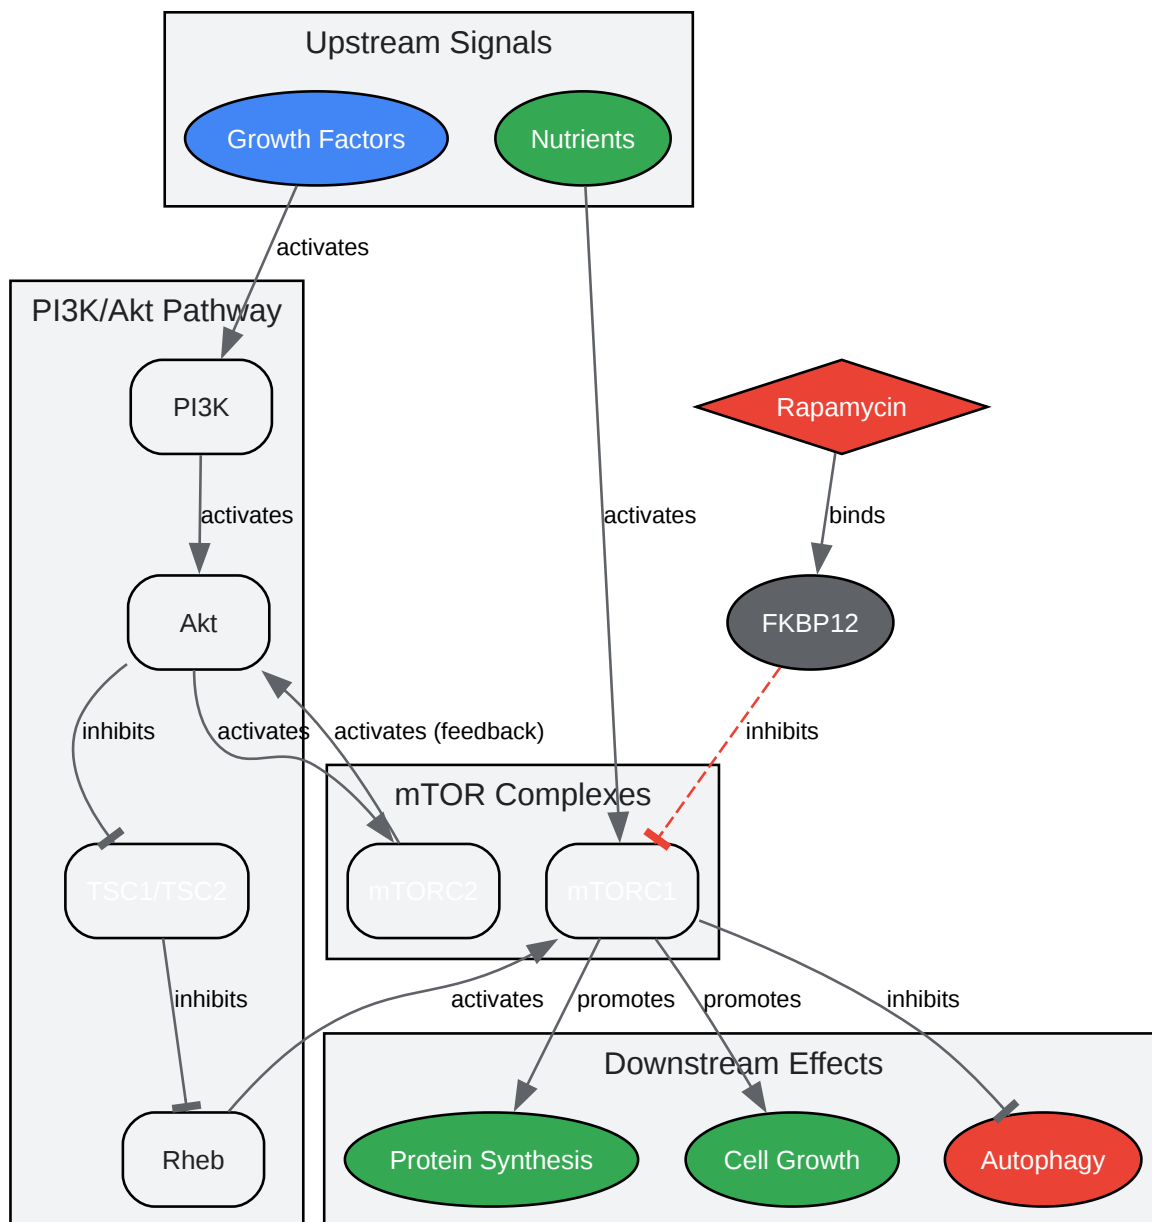 Upstream Signals
Growth Factors
Nutrients
activates
PI3K/Akt Pathway
PI3K
Rapamycin
activates
activates
binds
Akt
FKBP12
inhibits
activates
activates (feedback)
inhibits
mTOR Complexes
TSC1/TSC2
mTORC2
mTORC1
inhibits
activates
promotes
promotes
inhibits
Downstream Effects
Rheb
Protein Synthesis
Cell Growth
Autophagy